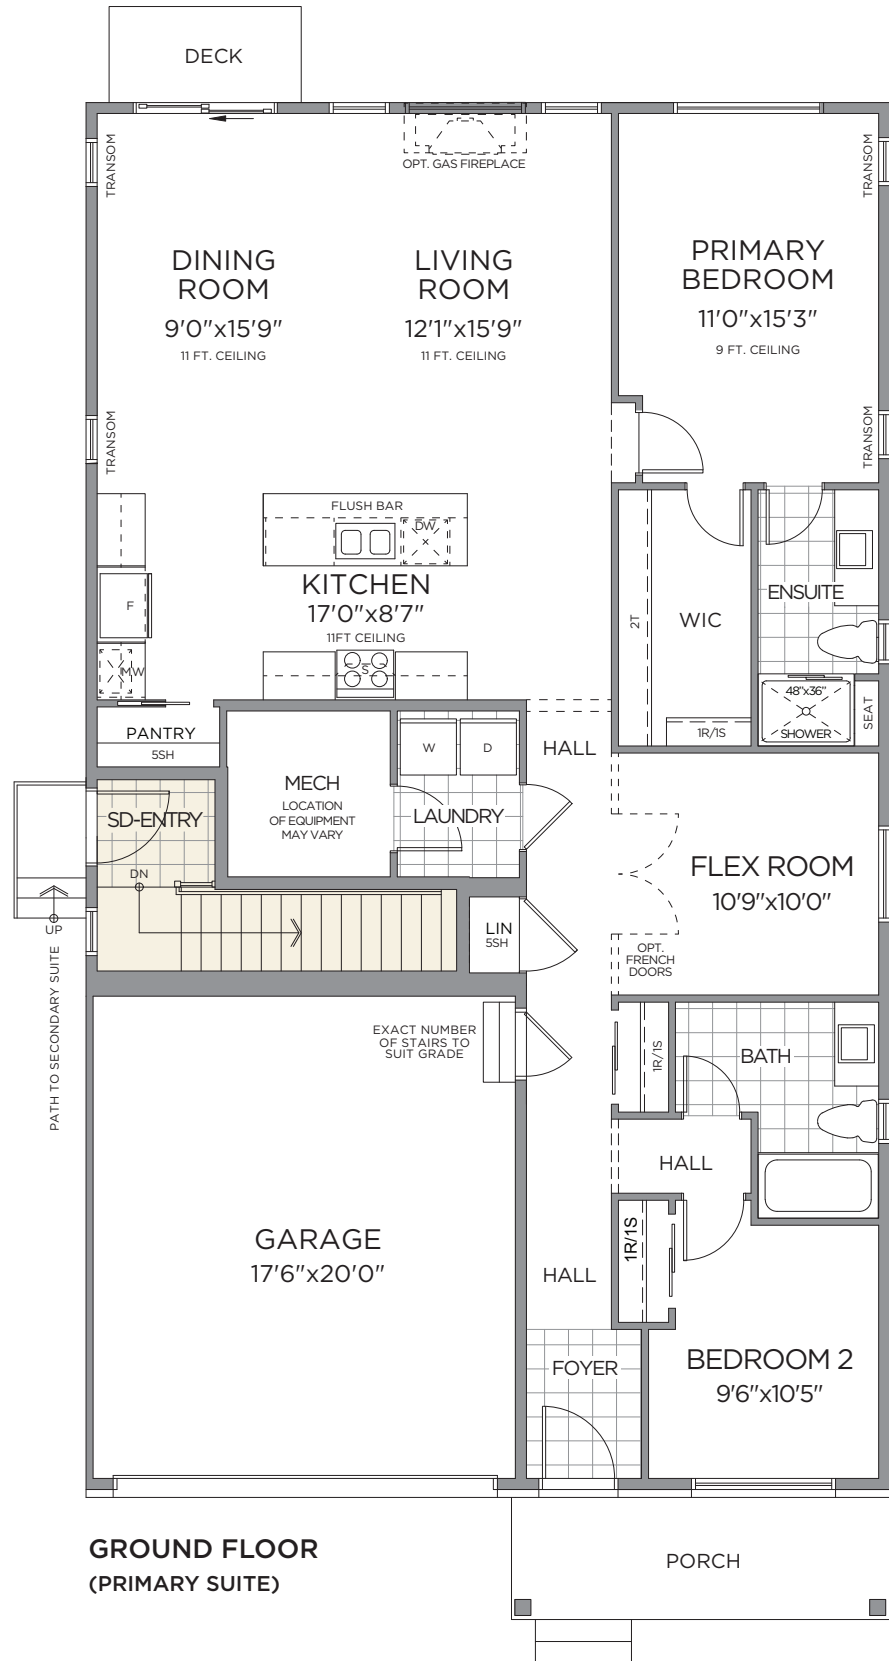 DECK
OPT. GAS FIREPLACE
TRANSOM
TRANSOM
DINING
ROOM
9'0"x15'9"
11 FT. CEILING
LIVING
ROOM
12'1"x15'9"
11 FT. CEILING
PRIMARY
BEDROOM
11'0"x15'3"
9 FT. CEILING
TRANSOM
TRANSOM
FLUSH BAR
DW
KITCHEN
17'0"x8'7"
11FT CEILING
F
MW
S
2T
WIC
1R/1S
ENSUITE
48"x36"
SHOWER
SEAT
PANTRY
5SH
MECH
LOCATION
OF EQUIPMENT
MAY VARY
W
D
LAUNDRY
HALL
SD-ENTRY
DN
UP
PATH TO SECONDARY SUITE
LIN
5SH
FLEX ROOM
10'9"x10'0"
OPT.
FRENCH
DOORS
EXACT NUMBER
OF STAIRS TO
SUIT GRADE
1R/1S
BATH
HALL
GARAGE
17'6"x20'0"
HALL
1R/1S
FOYER
BEDROOM 2
9'6"x10'5"
GROUND FLOOR
(PRIMARY SUITE)
PORCH